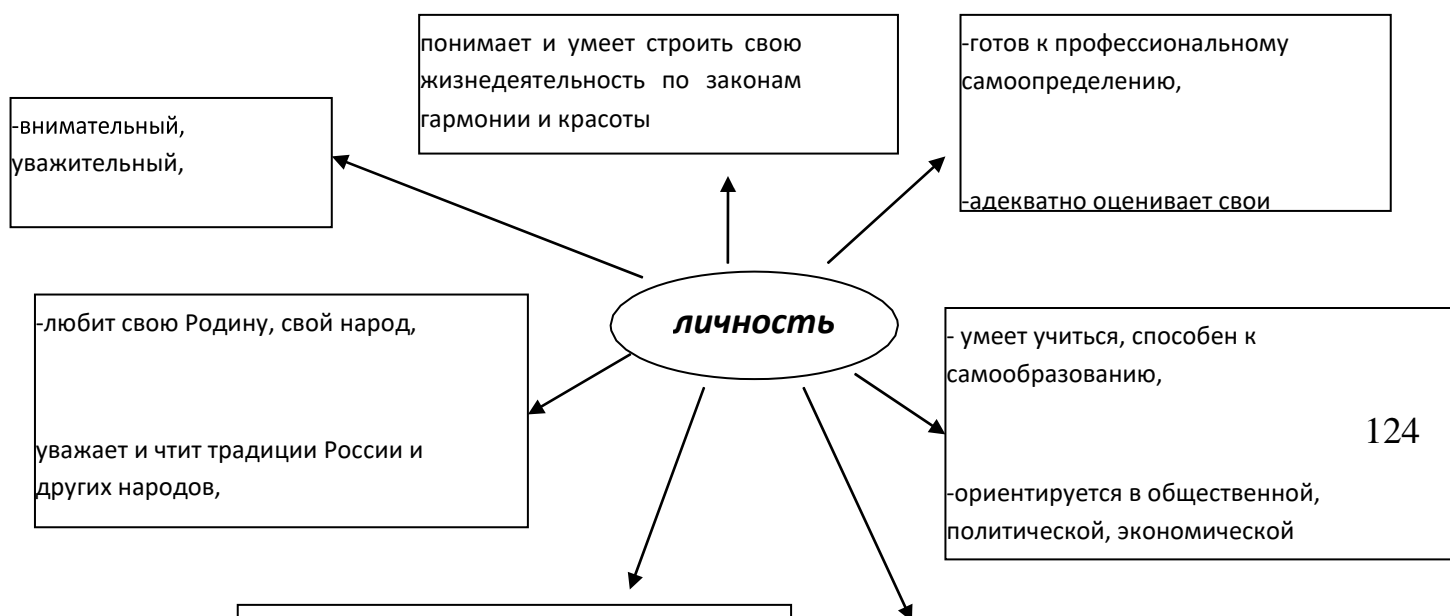 понимает и умеет строить свою
жизнедеятельность по законам
гармонии и красоты
-готов к профессиональному
самоопределению,
-адекватно оценивает свои
-внимательный,
уважительный,
личность
-любит свою Родину, свой народ,
уважает и чтит традиции России и
других народов,
- умеет учиться, способен к
самообразованию,
124
-ориентируется в общественной,
политической, экономической